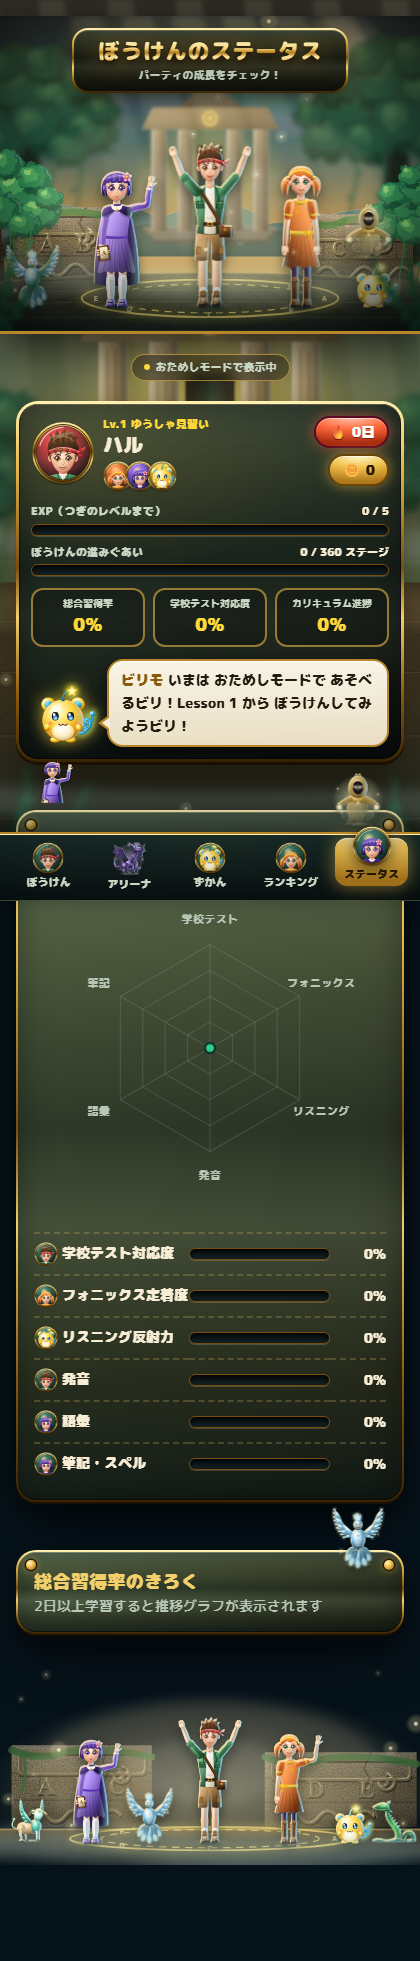 ぼうけんのステータス
パーティの成長をチェック！
おためしモードで表示中
Lv.1 ゆうしゃ見習い
ハル
0日
0
EXP（つぎのレベルまで）
0 / 5
ぼうけんの進みぐあい
0 / 360 ステージ
総合習得率
0%
学校テスト対応度
0%
カリキュラム進捗
0%
ピリモ いまは おためしモードで あそべ
るピリ！Lesson 1 から ぼうけんしてみ
ようピリ！
ぼうけん
アリーナ
ずかん
ランキング
ステータス
学校テスト
筆記
フォニックス
語彙
リスニング
発音
学校テスト対応度
0%
フォニックス定着度
0%
リスニング反射力
0%
発音
0%
語彙
0%
筆記・スペル
0%
総合習得率のきろく
2日以上学習すると推移グラフが表示されます